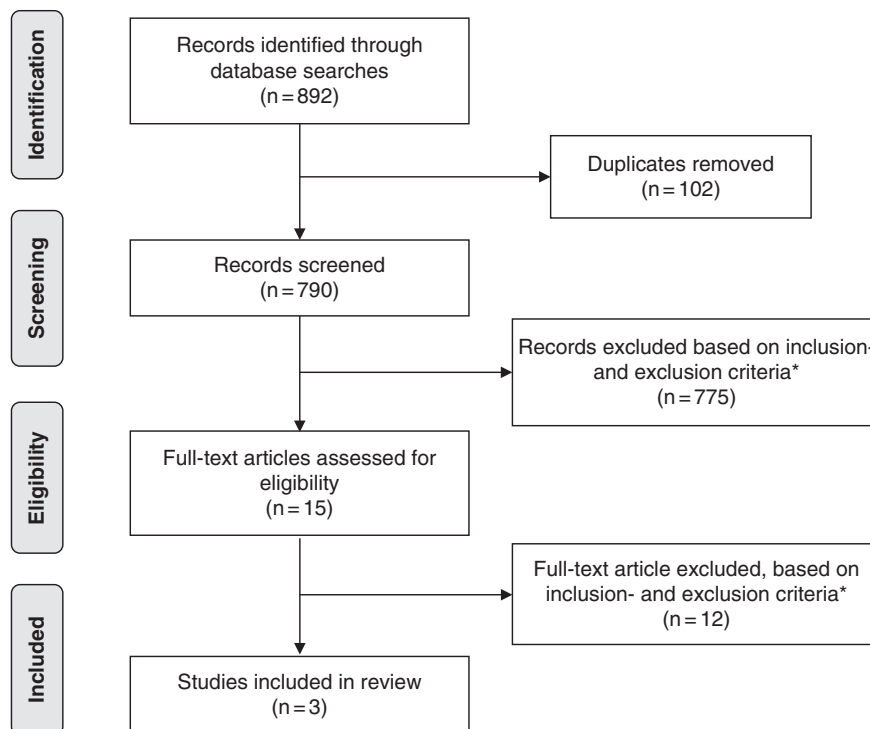 Identification
Records identified through
database searches
(n = 892)
Duplicates removed
(n = 102)
Screening
Records screened
(n = 790)
Records excluded based on inclusion-
and exclusion criteria*
(n = 775)
Eligibility
Full-text articles assessed for
eligibility
(n = 15)
Full-text article excluded, based on
inclusion- and exclusion criteria*
(n = 12)
Included
Studies included in review
(n = 3)